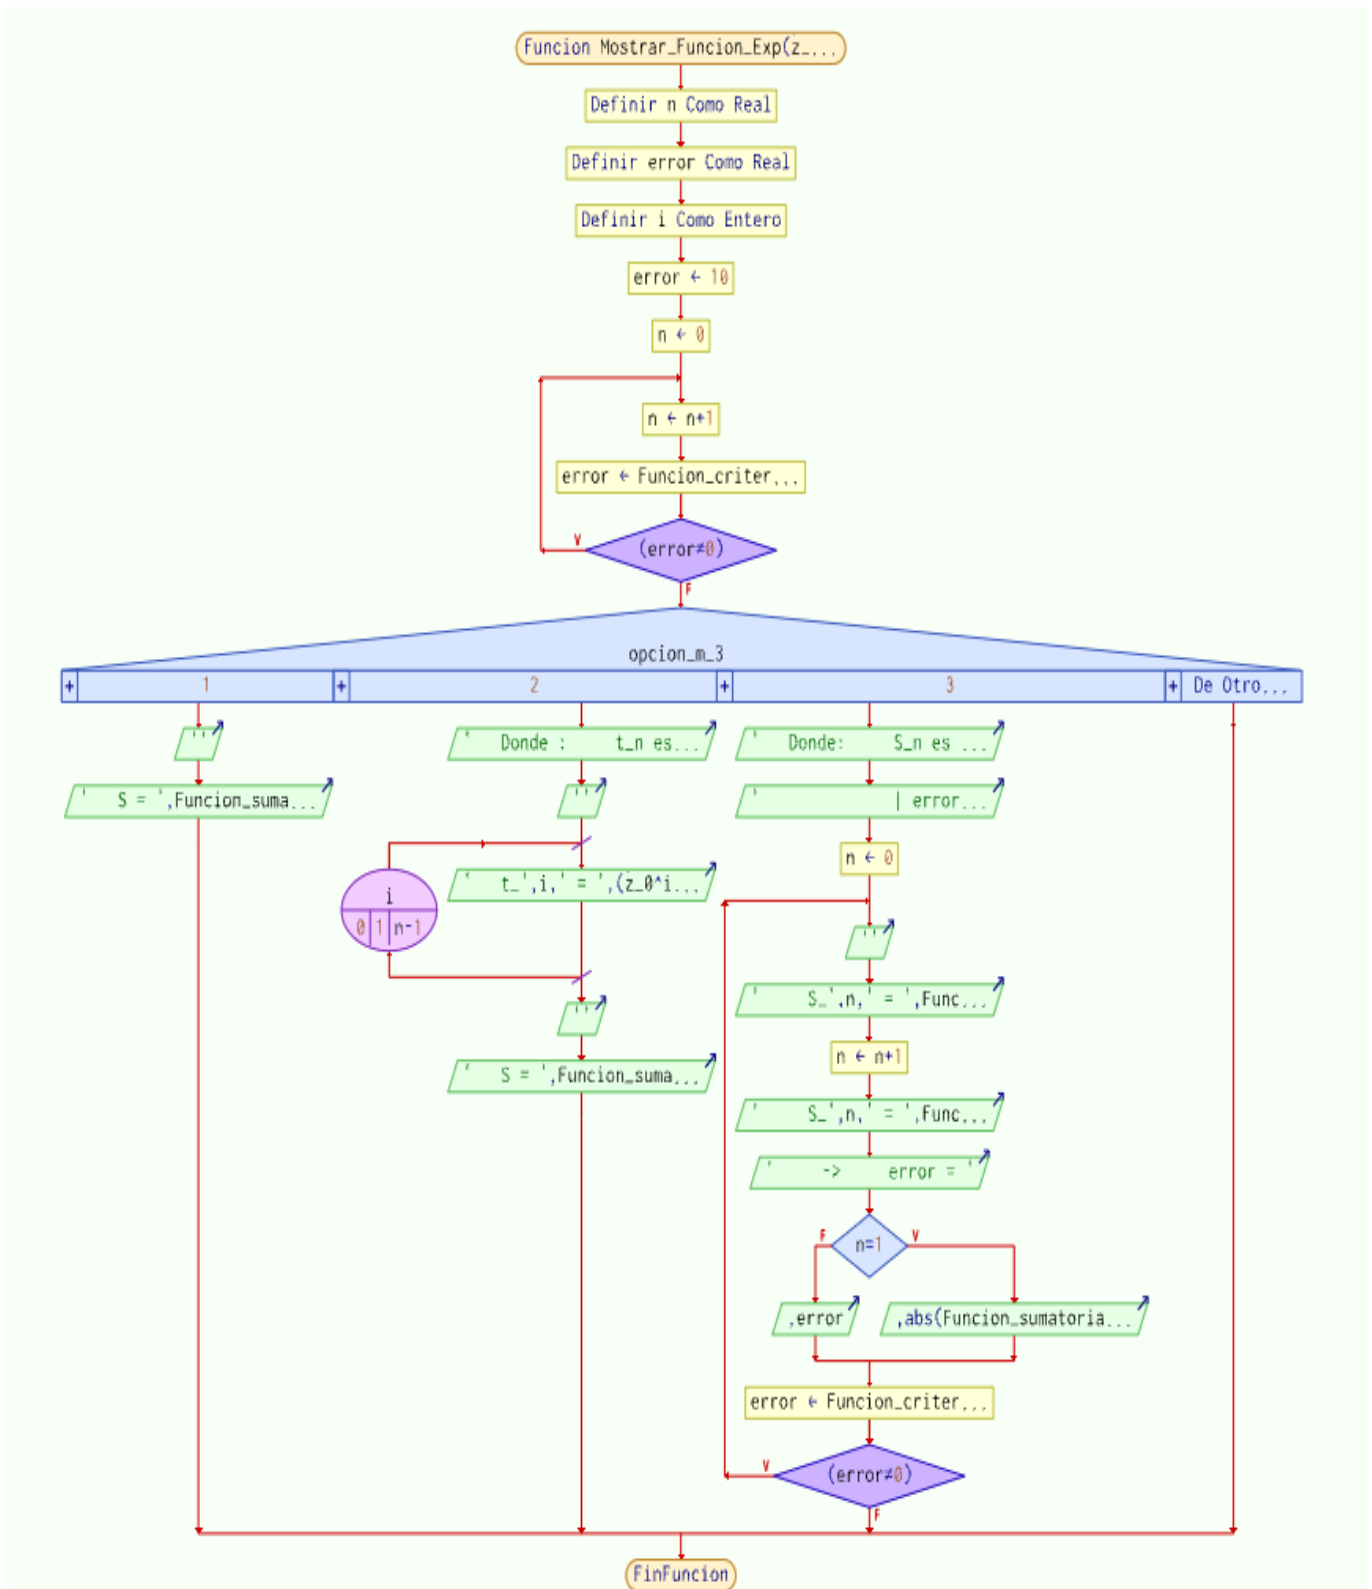 Funcion Mostrar_Funcion_Exp(z_...
Definir n Como Real
Definir error Como Real
Definir i Como Entero
error ← 10
n ← 0
n ← n+1
error ← Funcion_criter...
(error≠0)
V
F
opcion_m_3
+ 1 + 2 + 3 + De Otro...
''
'   S = ',Funcion_suma...
'   Donde :     t_n es...
''
i
0 1 n-1
'   t_',i,' = ',(z_0^i...
''
'   S = ',Funcion_suma...
'   Donde:     S_n es ...
'                 | error...
n ← 0
''
'      S_',n,' = ',Func...
n ← n+1
'      S_',n,' = ',Func...
'     ->     error = '
n=1
F
V
,error
,abs(Funcion_sumatoria...
error ← Funcion_criter...
(error≠0)
V
F
FinFuncion